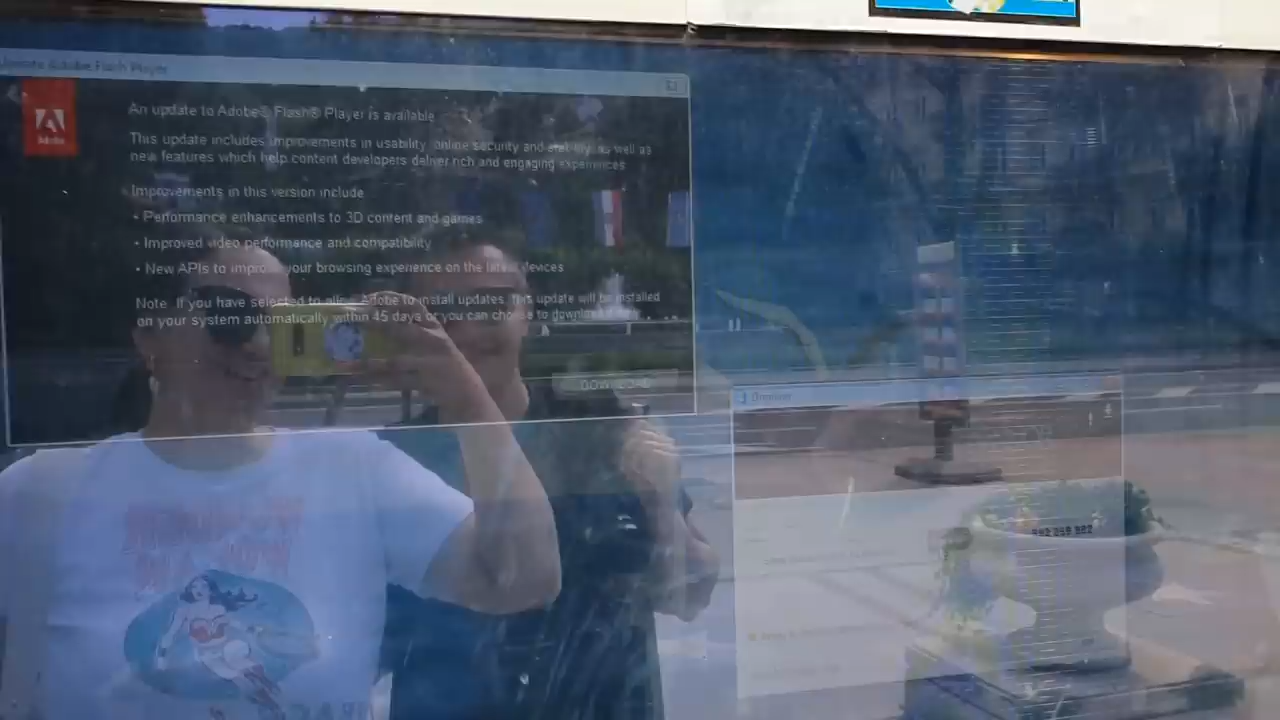 Update Adobe Flash Player
Adobe
An update to Adobe® Flash® Player is available
This update includes improvements in usability, online security and stability, as well as
new features which help content developers deliver rich and engaging experiences
Improvements in this version include
• Performance enhancements to 3D content and games
• Improved video performance and compatibility
• New APIs to improve your browsing experience on the latest devices
Note: If you have selected to allow Adobe to install updates, this update will be installed
on your system automatically within 45 days or you can choose to download
DOWNLOAD